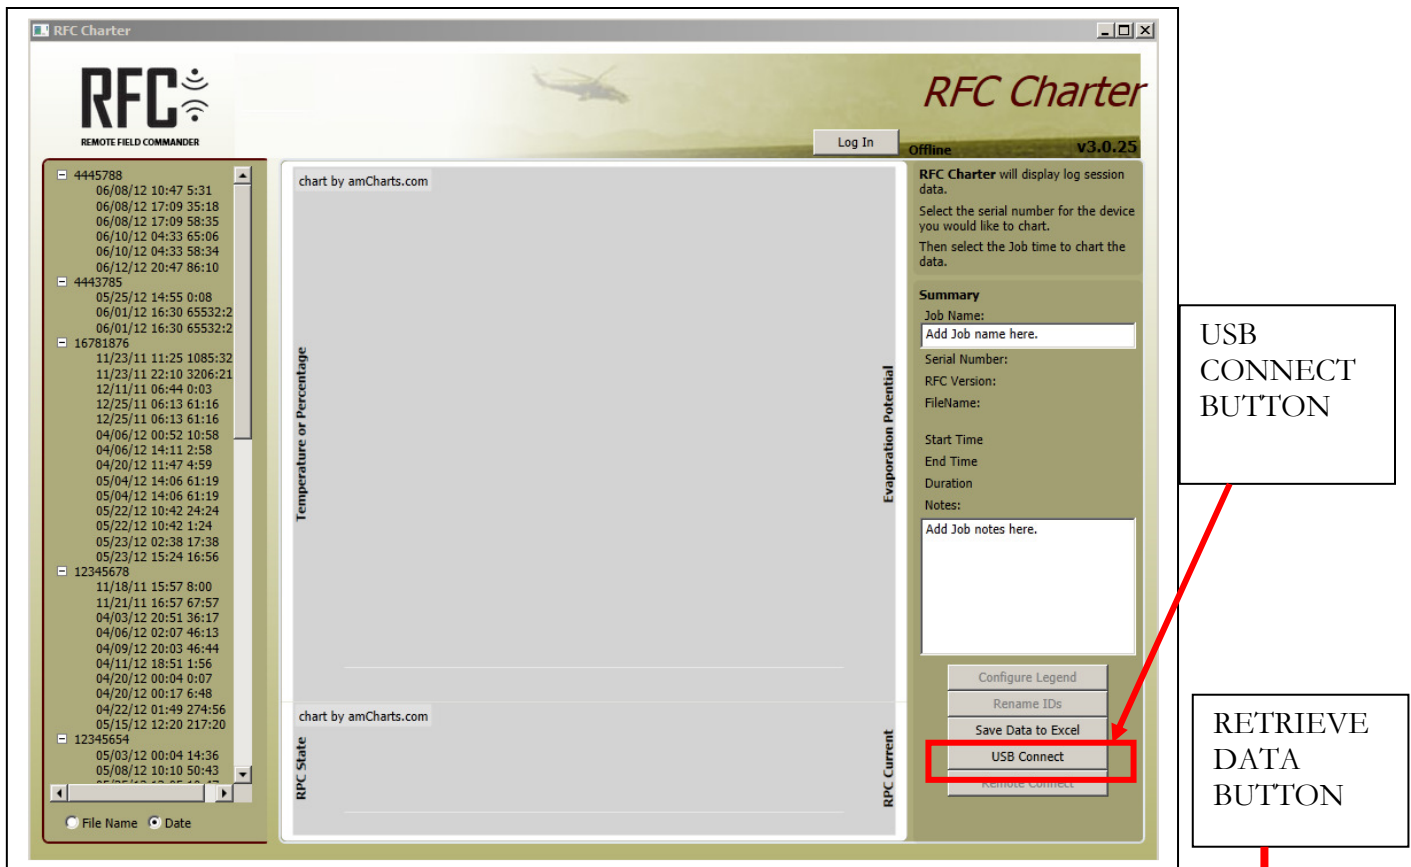 RFC Charter
RFC
REMOTE FIELD COMMANDER
RFC Charter
Log In
Offline
v3.0.25
4445788
06/08/12 10:47 5:31
06/08/12 17:09 35:18
06/08/12 17:09 58:35
06/10/12 04:33 65:06
06/10/12 04:33 58:34
06/12/12 20:47 86:10
4443785
05/25/12 14:55 0:08
06/01/12 16:30 65532:2
06/01/12 16:30 65532:2
16781876
11/23/11 11:25 1085:32
11/23/11 22:10 3206:21
12/11/11 06:44 0:03
12/25/11 06:13 61:16
12/25/11 06:13 61:16
04/06/12 00:52 10:58
04/06/12 14:11 2:58
04/20/12 11:47 4:59
05/04/12 14:06 61:19
05/04/12 14:06 61:19
05/22/12 10:42 24:24
05/22/12 10:42 1:24
05/23/12 02:38 17:38
05/23/12 15:24 16:56
12345678
11/18/11 15:57 8:00
11/21/11 16:57 67:57
04/03/12 20:51 36:17
04/06/12 02:07 46:13
04/09/12 20:03 46:44
04/11/12 18:51 1:56
04/20/12 00:04 0:07
04/20/12 00:17 6:48
04/22/12 01:49 274:56
05/15/12 12:20 217:20
12345654
05/03/12 00:04 14:36
05/08/12 10:10 50:43
File Name
Date
chart by amCharts.com
Temperature or Percentage
Evaporation Potential
chart by amCharts.com
RPC State
RPC Current
RFC Charter will display log session
data.
Select the serial number for the device
you would like to chart.
Then select the Job time to chart the
data.
Summary
Job Name:
Add Job name here.
Serial Number:
RFC Version:
FileName:
Start Time
End Time
Duration
Notes:
Add Job notes here.
Configure Legend
Rename IDs
Save Data to Excel
USB Connect
Remote Connect
USB
CONNECT
BUTTON
RETRIEVE
DATA
BUTTON